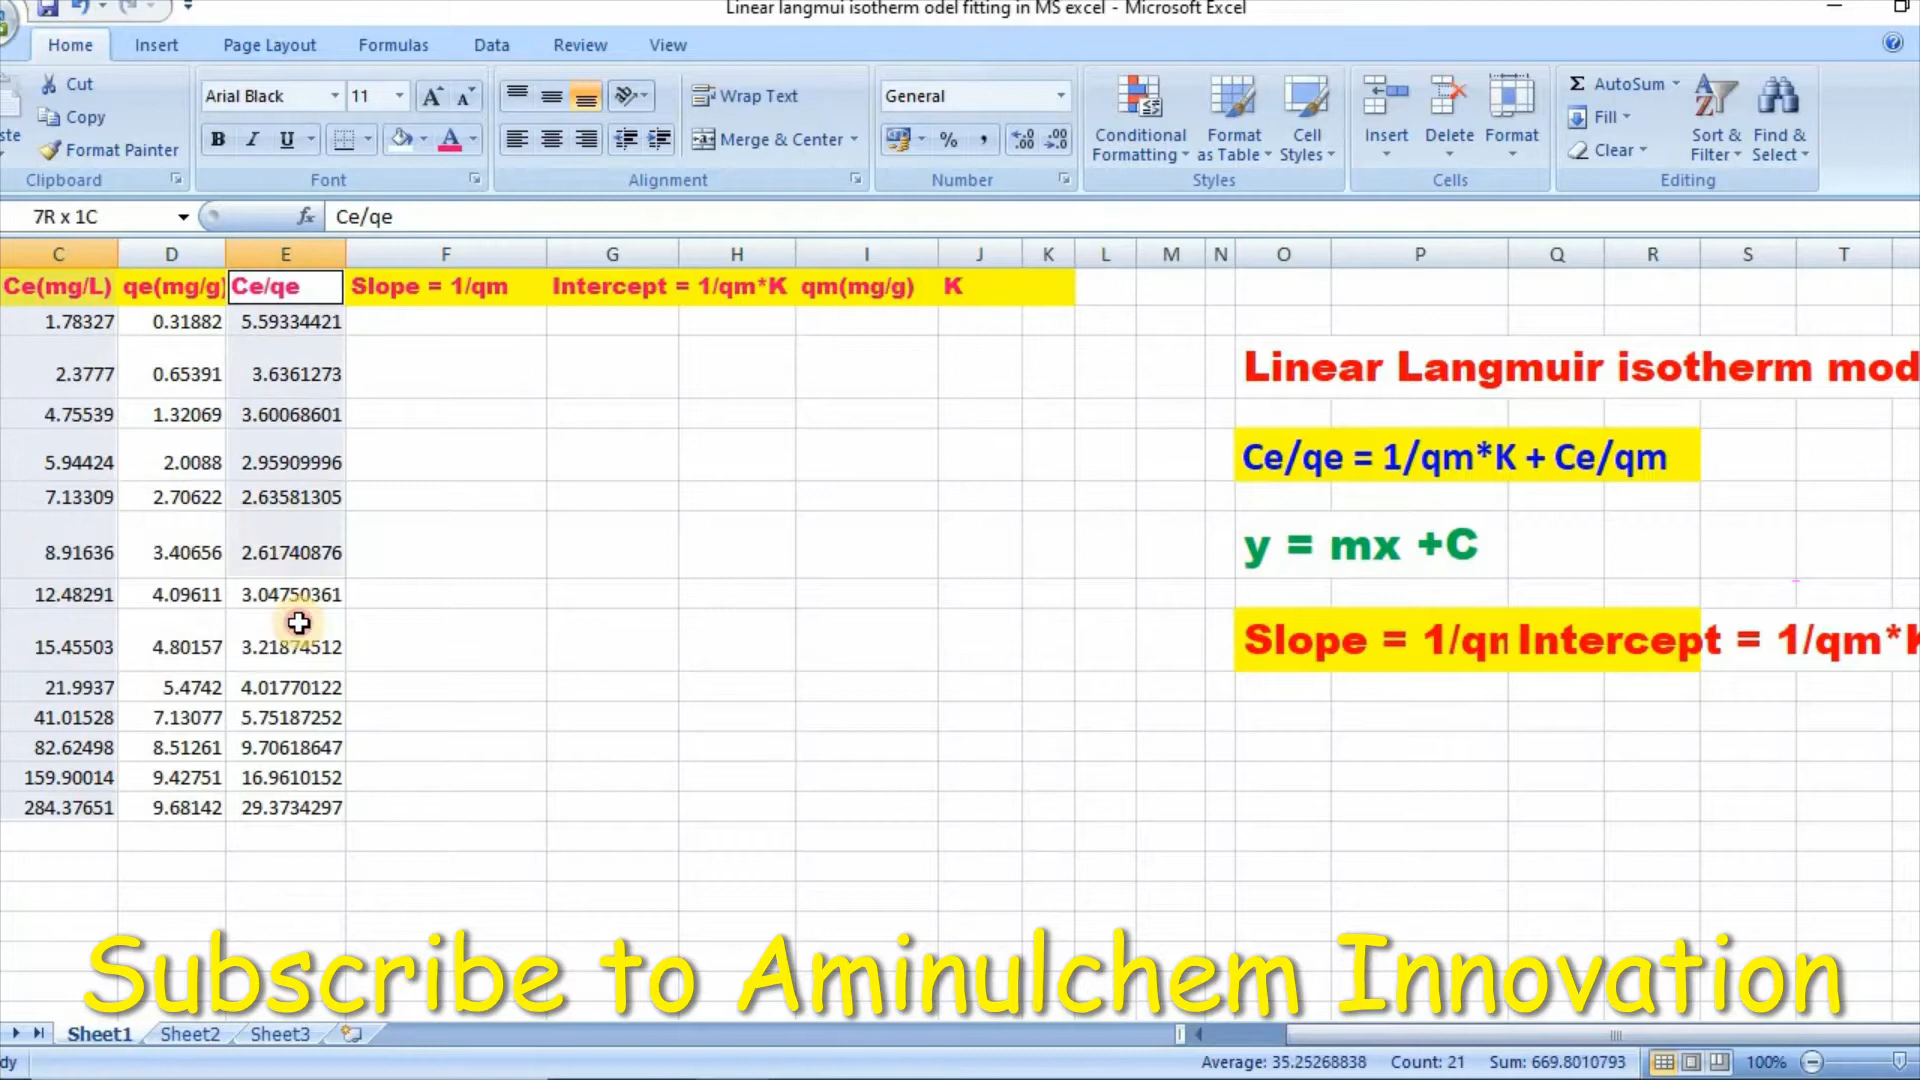 Linear langmui isotherm odel fitting in MS excel - Microsoft Excel
Home Insert Page Layout Formulas Data Review View
Cut
Copy
Format Painter
Clipboard
Arial Black 11
B I U
Font
Wrap Text
Merge & Center
Alignment
General
% ,
Number
Conditional Formatting
Format as Table
Cell Styles
Styles
Insert Delete Format
Cells
Σ AutoSum
Fill
Clear
Sort & Filter
Find & Select
Editing
7R x 1C fx Ce/qe
C D E F G H I J K L M N O P Q R S T
Ce(mg/L) qe(mg/g) Ce/qe Slope = 1/qm Intercept = 1/qm*K qm(mg/g) K
1.78327 0.31882 5.59334421
2.3777 0.65391 3.6361273
4.75539 1.32069 3.60068601
5.94424 2.0088 2.95909996
7.13309 2.70622 2.63581305
8.91636 3.40656 2.61740876
12.48291 4.09611 3.04750361
15.45503 4.80157 3.21874512
21.9937 5.4742 4.01770122
41.01528 7.13077 5.75187252
82.62498 8.51261 9.70618647
159.90014 9.42751 16.9610152
284.37651 9.68142 29.3734297
Linear Langmuir isotherm mod
Ce/qe = 1/qm*K + Ce/qm
y = mx +C
Slope = 1/qm Intercept = 1/qm*K
Subscribe to Aminulchem Innovation
Sheet1 Sheet2 Sheet3
Average: 35.25268838 Count: 21 Sum: 669.8010793 100%